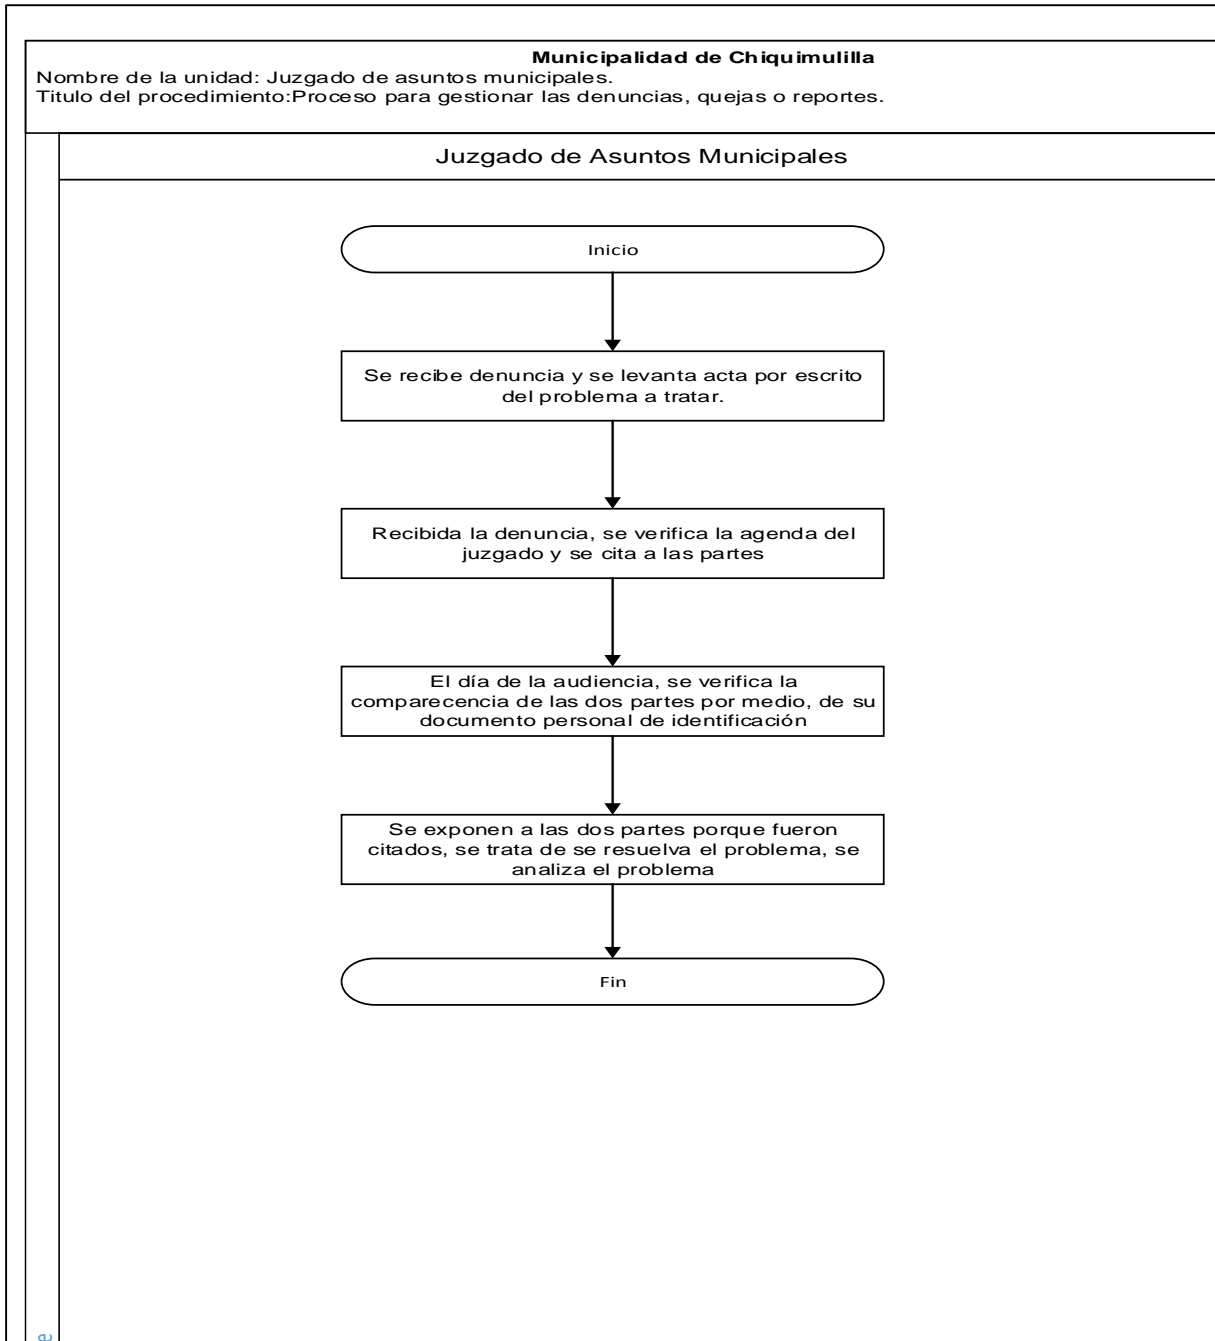 Municipalidad de Chiquimulilla
Nombre de la unidad: Juzgado de asuntos municipales.
Titulo del procedimiento:Proceso para gestionar las denuncias, quejas o reportes.
Juzgado de Asuntos Municipales
Inicio
Se recibe denuncia y se levanta acta por escrito
del problema a tratar.
Recibida la denuncia, se verifica la agenda del
juzgado y se cita a las partes
El día de la audiencia, se verifica la
comparecencia de las dos partes por medio, de su
documento personal de identificación
Se exponen a las dos partes porque fueron
citados, se trata de se resuelva el problema, se
analiza el problema
Fin
e